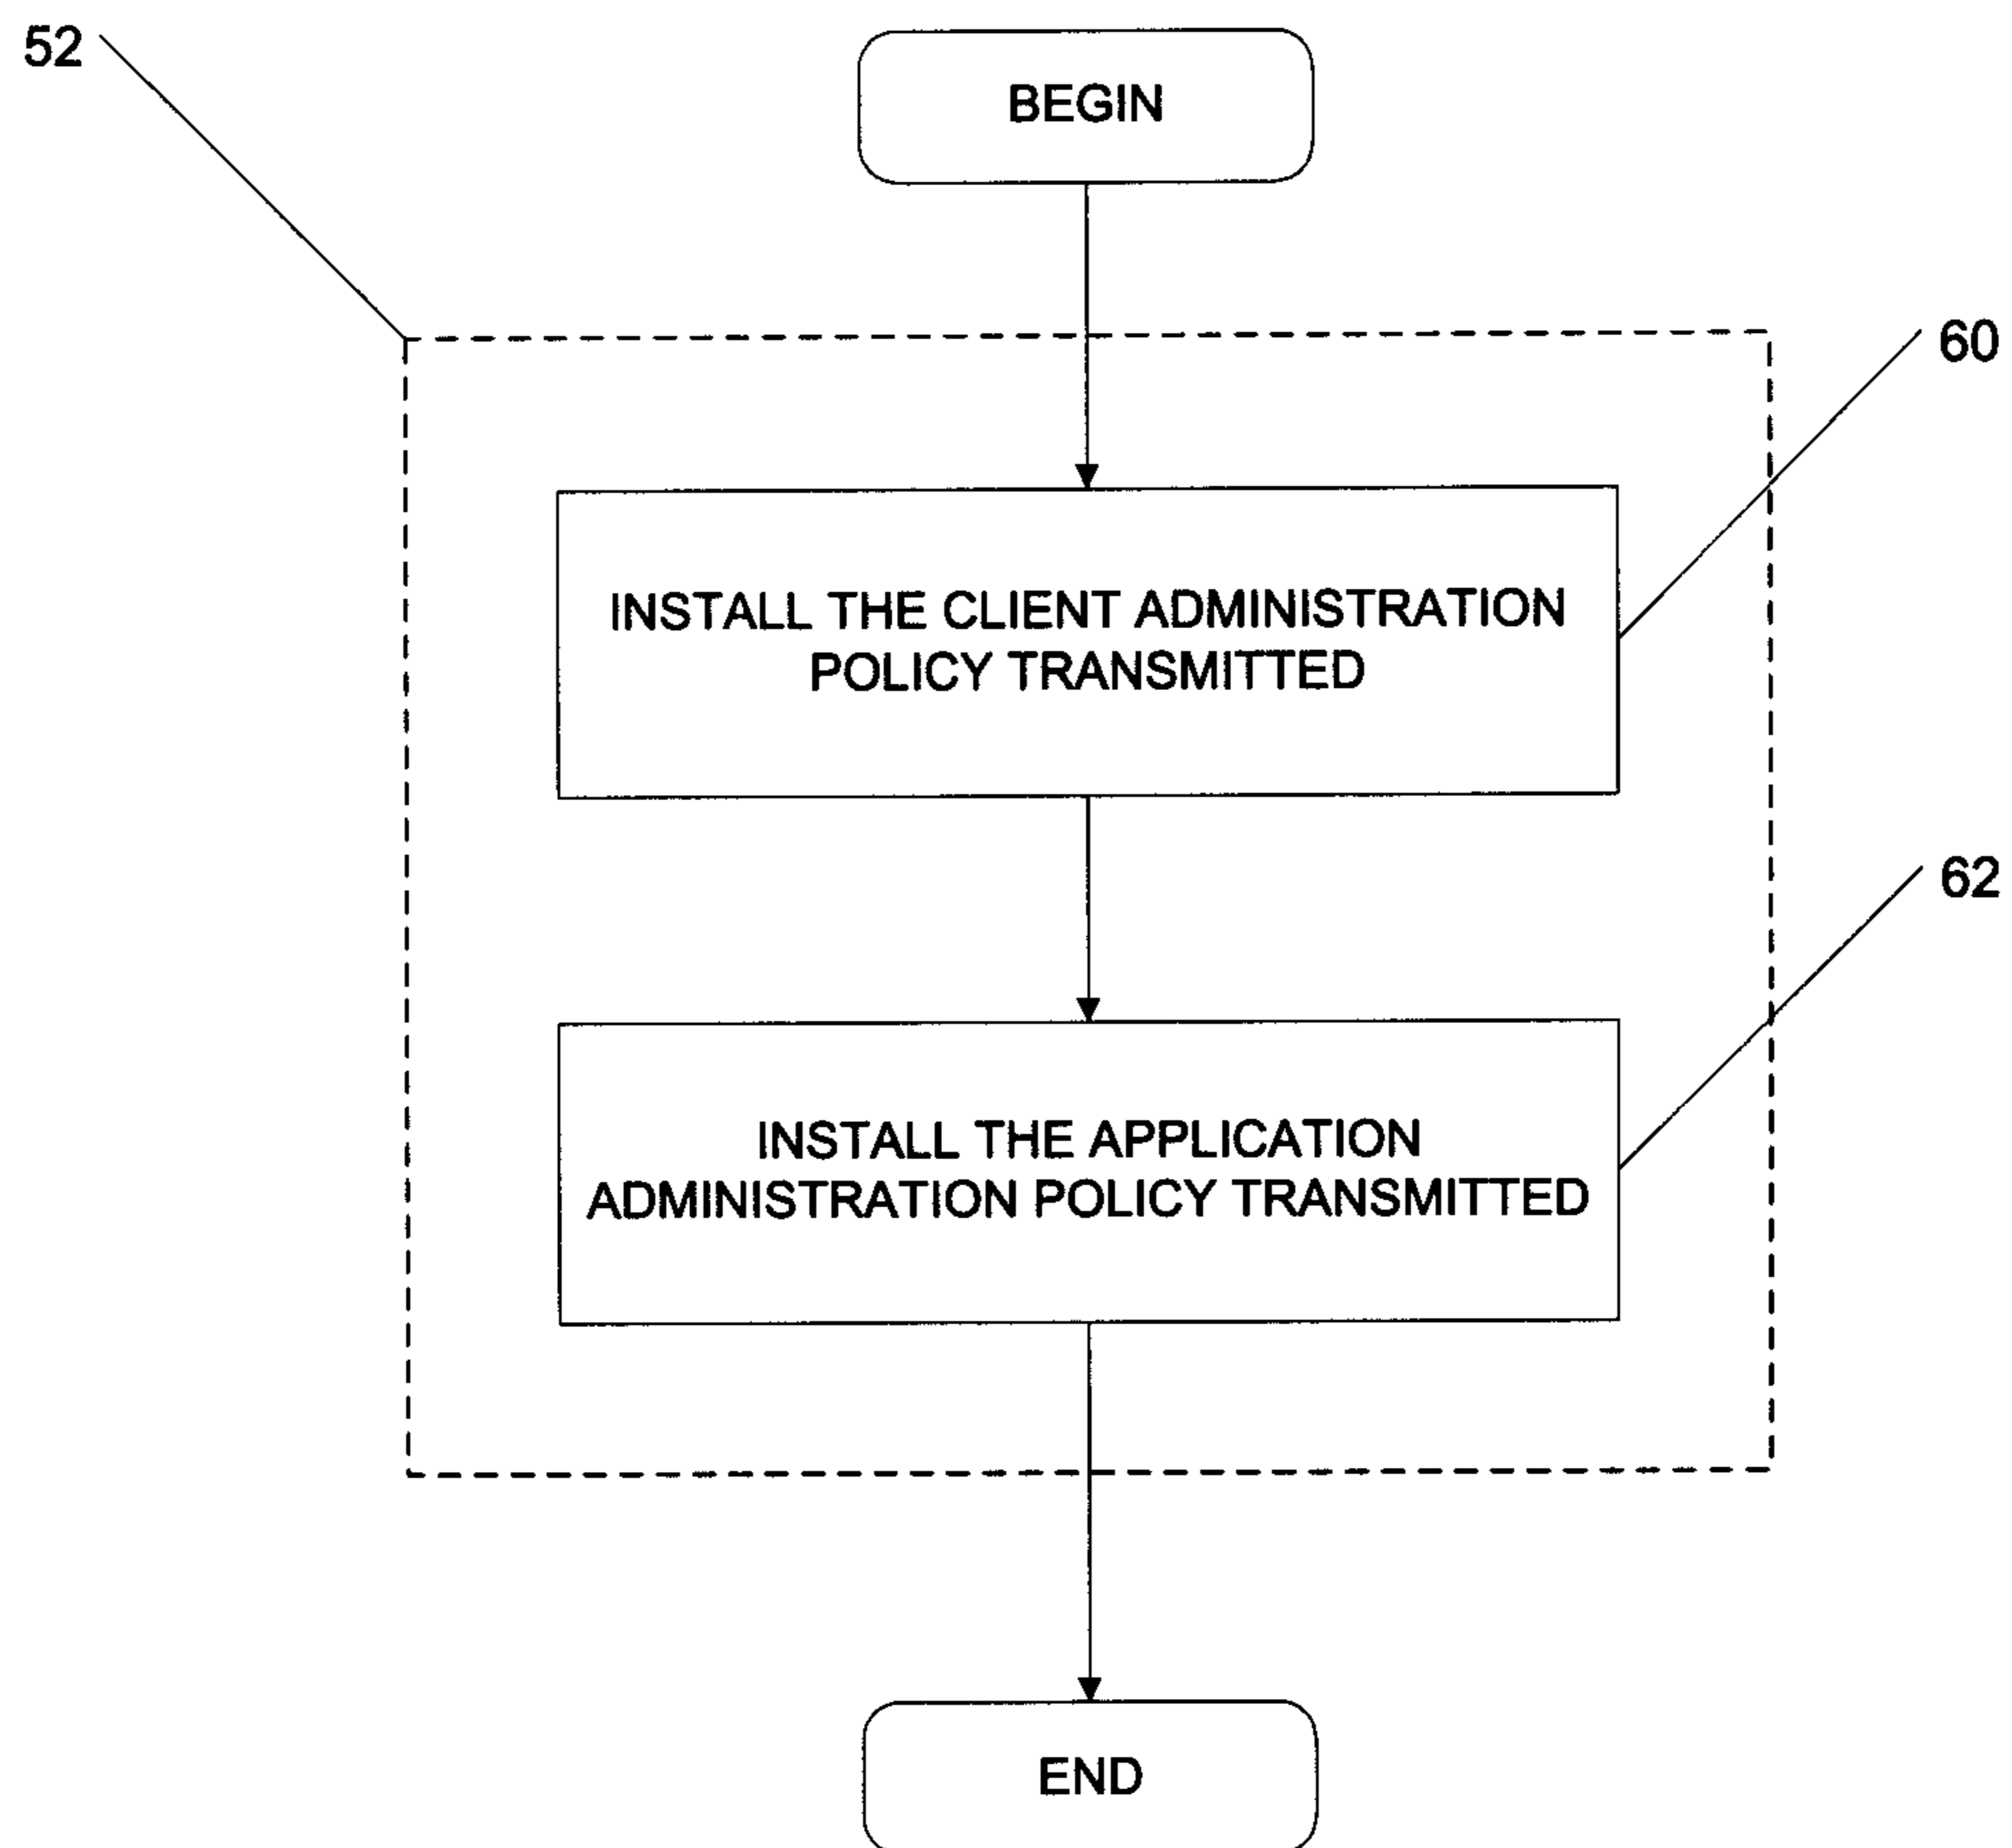 52
BEGIN
60
INSTALL THE CLIENT ADMINISTRATION
POLICY TRANSMITTED
62
INSTALL THE APPLICATION
ADMINISTRATION POLICY TRANSMITTED
END